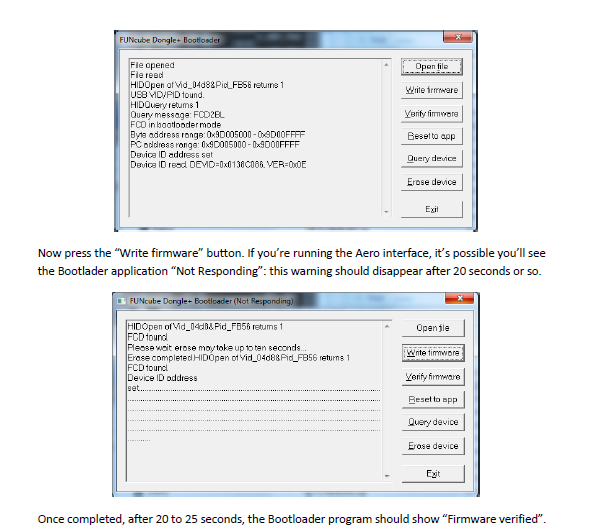 FUNcube Dongle+ Bootloader
File opened
File read
HIDOpen of Vid_04d8&Pid_FB56 returns 1
USB VID/PID found.
HIDQuery returns 1
Query message: FCD2BL
FCD in bootloader mode
Byte address range: 0x9D005000 - 0x9D00FFFF
PC address range: 0x9D005000 - 0x9D00FFFF
Device ID address set
Device ID read. DEVID=0x0138C086, VER=0x0E
Open file
Write firmware
Verify firmware
Reset to app
Query device
Erase device
Exit
Now press the “Write firmware” button. If you’re running the Aero interface, it’s possible you’ll see
the Bootlader application “Not Responding”: this warning should disappear after 20 seconds or so.
FUNcube Dongle+ Bootloader (Not Responding)
HIDOpen of Vid_04d8&Pid_FB56 returns 1
FCD found.
Please wait: erase may take up to ten seconds...
Erase completed.HIDOpen of Vid_04d8&Pid_FB56 returns 1
FCD found.
Device ID address
set..........
Open file
Write firmware
Verify firmware
Reset to app
Query device
Erase device
Exit
Once completed, after 20 to 25 seconds, the Bootloader program should show “Firmware verified”.